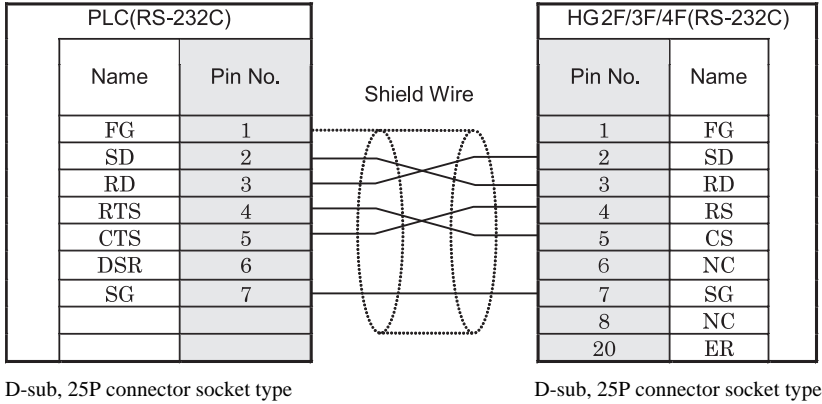 PLC(RS-232C) HG2F/3F/4F(RS-232C)
Name Pin No. Shield Wire Pin No. Name
FG 1 1 FG
SD 2 2 SD
RD 3 3 RD
RTS 4 4 RS
CTS 5 5 CS
DSR 6 6 NC
SG 7 7 SG
8 NC
20 ER
D-sub, 25P connector socket type D-sub, 25P connector socket type